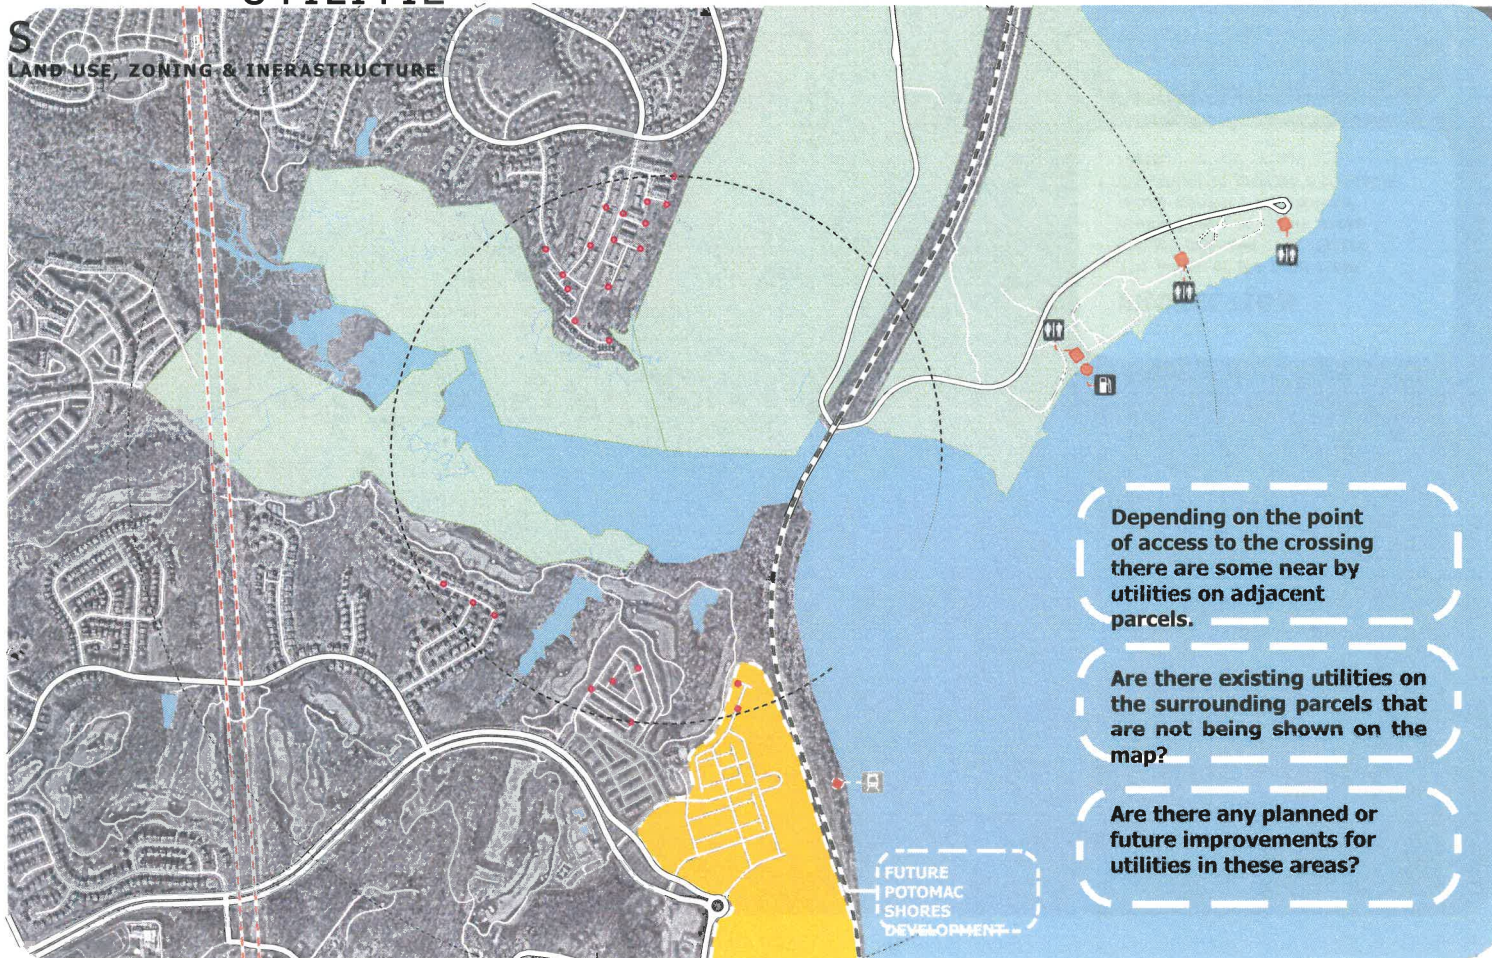 UTILITIE
S
LAND USE, ZONING & INFRASTRUCTURE
Depending on the point
of access to the crossing
there are some near by
utilities on adjacent
parcels.
Are there existing utilities on
the surrounding parcels that
are not being shown on the
map?
Are there any planned or
future improvements for
utilities in these areas?
FUTURE
POTOMAC
SHORES
DEVELOPMENT